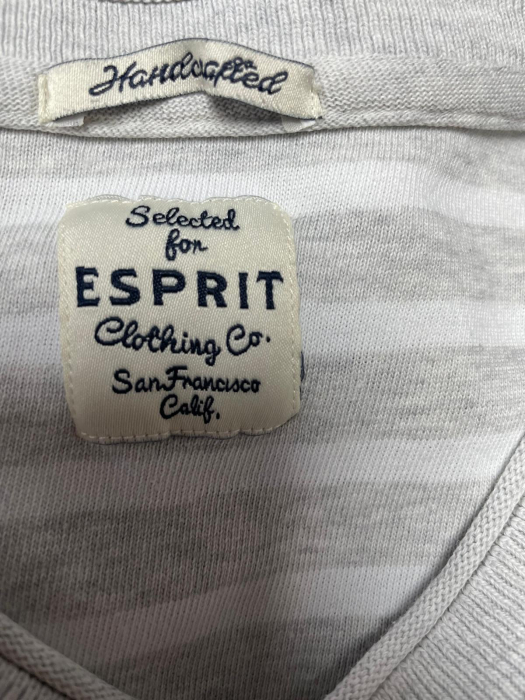 Handcrafted
Selected
for
ESPRIT
Clothing Co.
San Francisco
Calif.